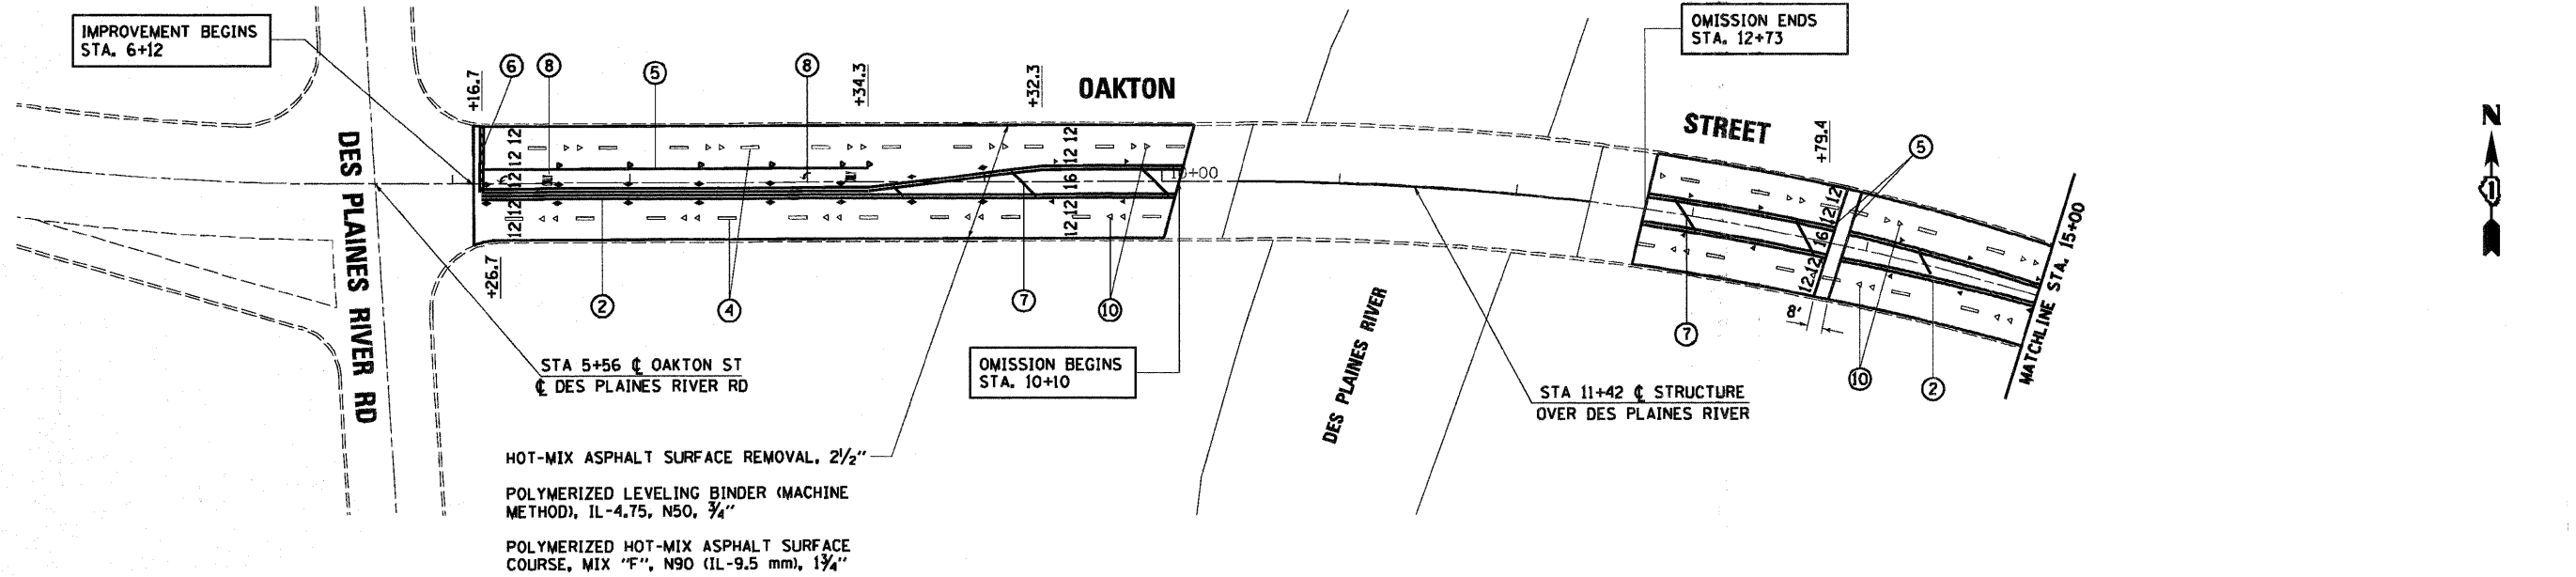 IMPROVEMENT BEGINS
STA. 6+12
OMISSION ENDS
STA. 12+73
+16.7
6
8
5
8
+34.3
+32.3
OAKTON
STREET
+79.4
5
N
1
DES PLAINES RIVER RD
12 12 12 12
12 12
12 12
16
12 12
10+00
12 12
16
12 12
8'
MATCHLINE STA. 15+00
+26.7
2
4
7
10
7
10
2
STA 5+56 ℄ OAKTON ST
℄ DES PLAINES RIVER RD
OMISSION BEGINS
STA. 10+10
DES PLAINES RIVER
STA 11+42 ℄ STRUCTURE
OVER DES PLAINES RIVER
HOT-MIX ASPHALT SURFACE REMOVAL, 2½"
POLYMERIZED LEVELING BINDER (MACHINE
METHOD), IL-4.75, N50, ¾"
POLYMERIZED HOT-MIX ASPHALT SURFACE
COURSE, MIX "F", N90 (IL-9.5 mm), 1¾"